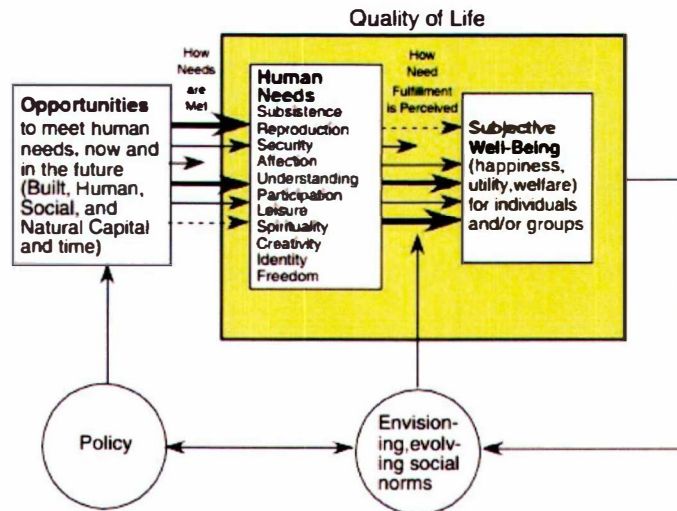 Quality of Life
How
Needs
are
Met
Opportunities
to meet human
needs, now and
in the future
(Built, Human,
Social, and
Natural Capital
and time)
Human
Needs
Subsistence
Reproduction
Security
Affection
Understanding
Participation
Leisure
Spirituality
Creativity
Identity
Freedom
How
Need
Fulfillment
is Perceived
Subjective
Well-Being
(happiness,
utility,welfare)
for individuals
and/or groups
Policy
Envision-
ing,evolv-
ing social
norms